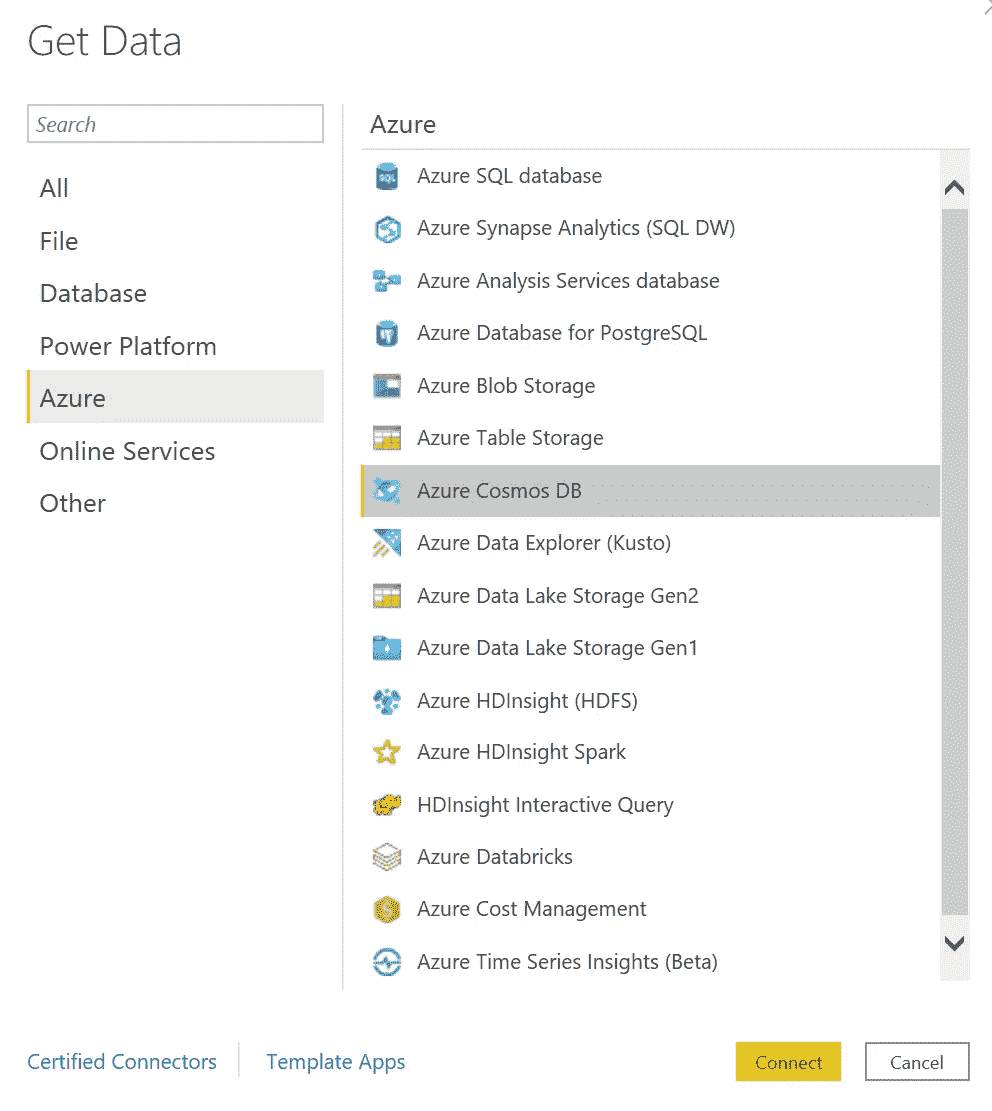 Get Data
Search
All
File
Database
Power Platform
Azure
Online Services
Other
Azure
Azure SQL database
Azure Synapse Analytics (SQL DW)
Azure Analysis Services database
Azure Database for PostgreSQL
Azure Blob Storage
Azure Table Storage
Azure Cosmos DB
Azure Data Explorer (Kusto)
Azure Data Lake Storage Gen2
Azure Data Lake Storage Gen1
Azure HDInsight (HDFS)
Azure HDInsight Spark
HDInsight Interactive Query
Azure Databricks
Azure Cost Management
Azure Time Series Insights (Beta)
Certified Connectors
Template Apps
Connect
Cancel